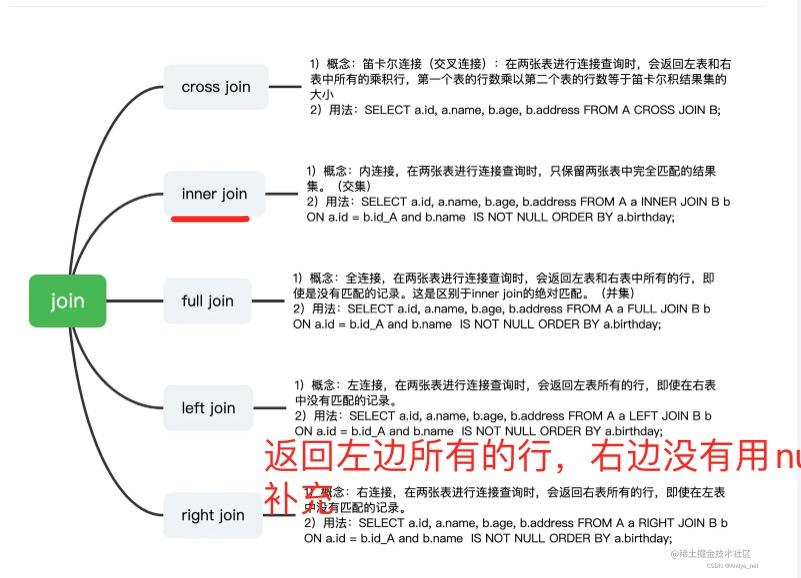 1）概念：笛卡尔连接（交叉连接）：在两张表进行连接查询时，会返回左表和右
表中所有的乘积行，第一个表的行数乘以第二个表的行数等于笛卡尔积结果集的
大小
cross join
2）用法：SELECT a.id, a.name, b.age, b.address FROM A CROSS JOIN B;
1）概念：内连接，在两张表进行连接查询时，只保留两张表中完全匹配的结果
集。（交集）
inner join
2）用法：SELECT a.id, a.name, b.age, b.address FROM A a INNER JOIN B b
ON a.id = b.id_A and b.name IS NOT NULL ORDER BY a.birthday;
join
1）概念：全连接，在两张表进行连接查询时，会返回左表和右表中所有的行，即
使是没有匹配的记录。这是区别于inner join的绝对匹配。（并集）
full join
2）用法：SELECT a.id, a.name, b.age, b.address FROM A a FULL JOIN B b
ON a.id = b.id_A and b.name IS NOT NULL ORDER BY a.birthday;
1）概念：左连接，在两张表进行连接查询时，会返回左表所有的行，即使在右表
中没有匹配的记录。
left join
2）用法：SELECT a.id, a.name, b.age, b.address FROM A a LEFT JOIN B b
ON a.id = b.id_A and b.name IS NOT NULL ORDER BY a.birthday;
返回左边所有的行，右边没有用nu
补充
1）概念：右连接，在两张表进行连接查询时，会返回右表所有的行，即使在左表
中没有匹配的记录。
right join
2）用法：SELECT a.id, a.name, b.age, b.address FROM A a RIGHT JOIN B b
ON a.id = b.id_A and b.name IS NOT NULL ORDER BY a.birthday;
@稀土掘金技术社区
CSDN @Andya_net